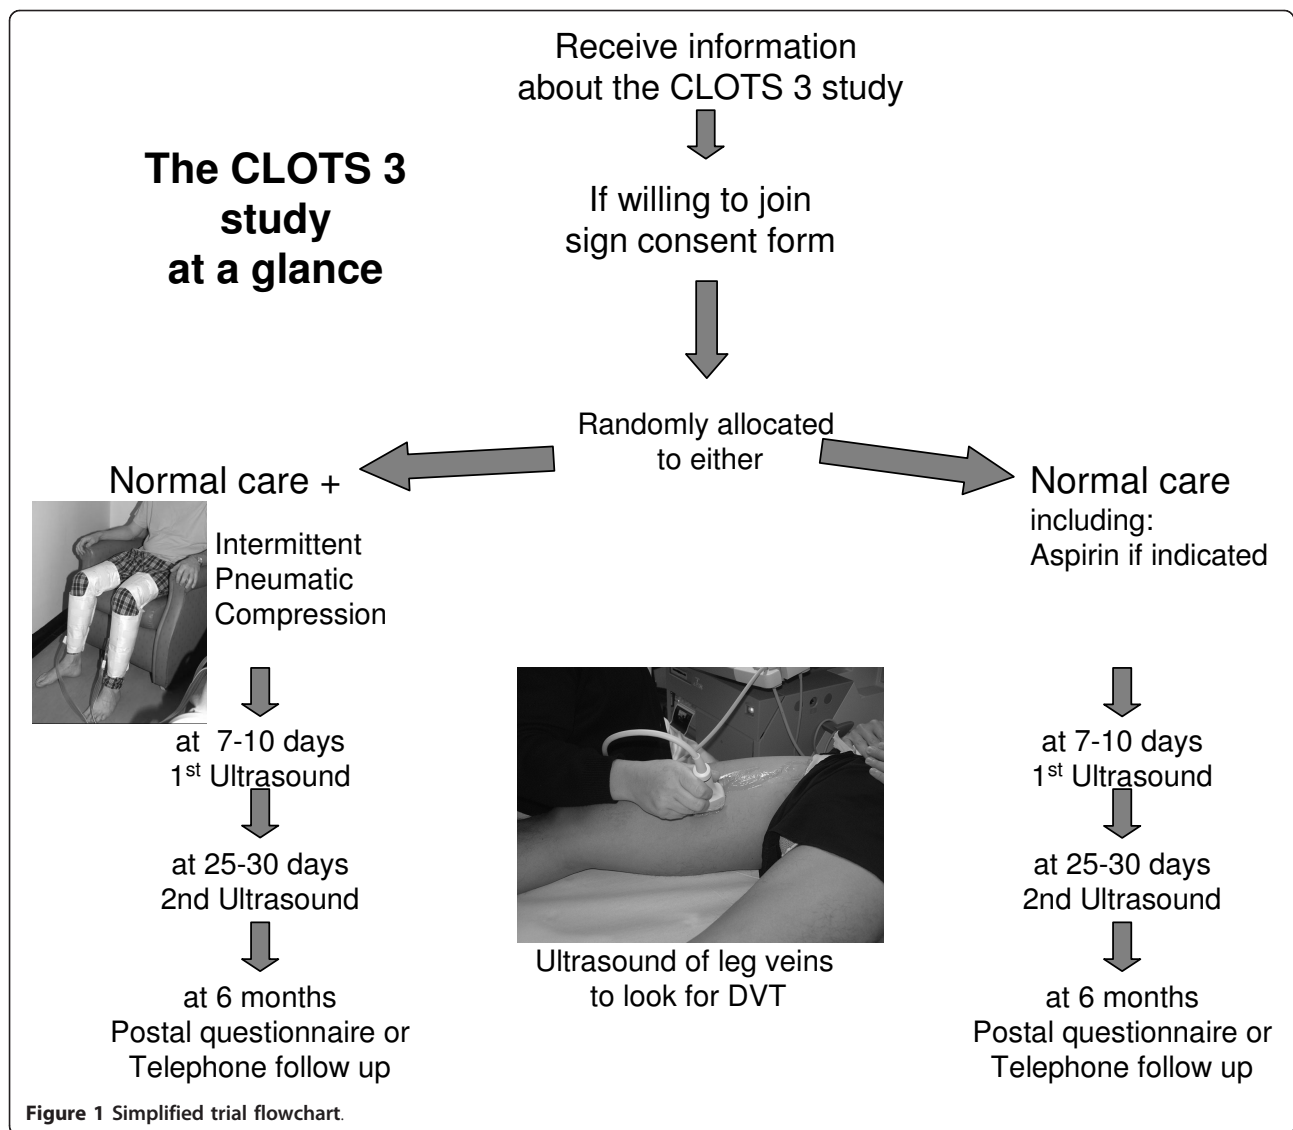 Receive information
about the CLOTS 3 study
The CLOTS 3
study
at a glance
If willing to join
sign consent form
Randomly allocated
to either
Normal care +
Intermittent
Pneumatic
Compression
at 7-10 days
1st Ultrasound
at 25-30 days
2nd Ultrasound
at 6 months
Postal questionnaire or
Telephone follow up
Ultrasound of leg veins
to look for DVT
Normal care
including:
Aspirin if indicated
at 7-10 days
1st Ultrasound
at 25-30 days
2nd Ultrasound
at 6 months
Postal questionnaire or
Telephone follow up
Figure 1 Simplified trial flowchart.